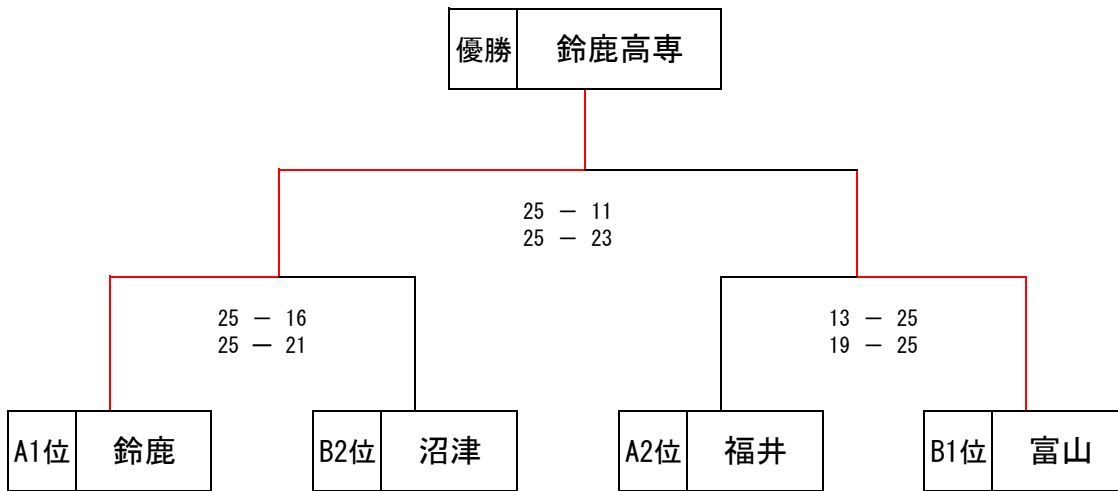 優勝 鈴鹿高専
25 － 11
25 － 23
25 － 16
25 － 21
13 － 25
19 － 25
A1位 鈴鹿
B2位 沼津
A2位 福井
B1位 富山